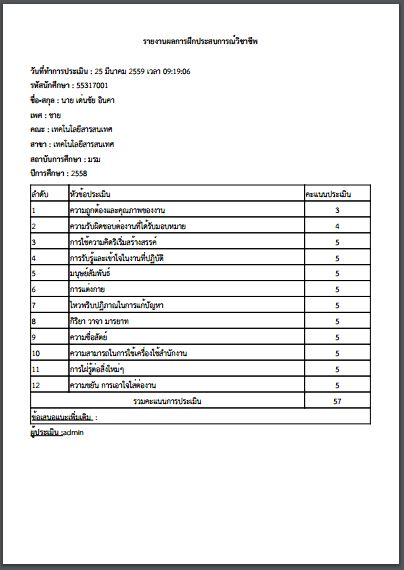 รายงานผลการฝึกประสบการณ์วิชาชีพ
วันที่ทำการประเมิน : 25 มีนาคม 2559 เวลา 09:19:06
รหัสนักศึกษา : 55317001
ชื่อ-สกุล : นาย เด่นชัย อินคา
เพศ : ชาย
คณะ : เทคโนโลยีสารสนเทศ
สาขา : เทคโนโลยีสารสนเทศ
สถาบันการศึกษา : มรม
ปีการศึกษา : 2558
ลำดับ หัวข้อประเมิน คะแนนประเมิน
1 ความถูกต้องและคุณภาพของงาน 3
2 ความรับผิดชอบต่องานที่ได้รับมอบหมาย 4
3 การใช้ความคิดริเริ่มสร้างสรรค์ 5
4 การรับรู้และเข้าใจในงานที่ปฏิบัติ 5
5 มนุษย์สัมพันธ์ 5
6 การแต่งกาย 5
7 ไหวพริบปฏิภาณในการแก้ปัญหา 5
8 กิริยา วาจา มารยาท 5
9 ความซื่อสัตย์ 5
10 ความสามารถในการใช้เครื่องใช้สำนักงาน 5
11 การใฝ่รู้ต่อสิ่งใหม่ๆ 5
12 ความขยัน การเอาใจใส่ต่องาน 5
รวมคะแนนการประเมิน 57
ข้อเสนอแนะเพิ่มเติม :
ผู้ประเมิน :admin